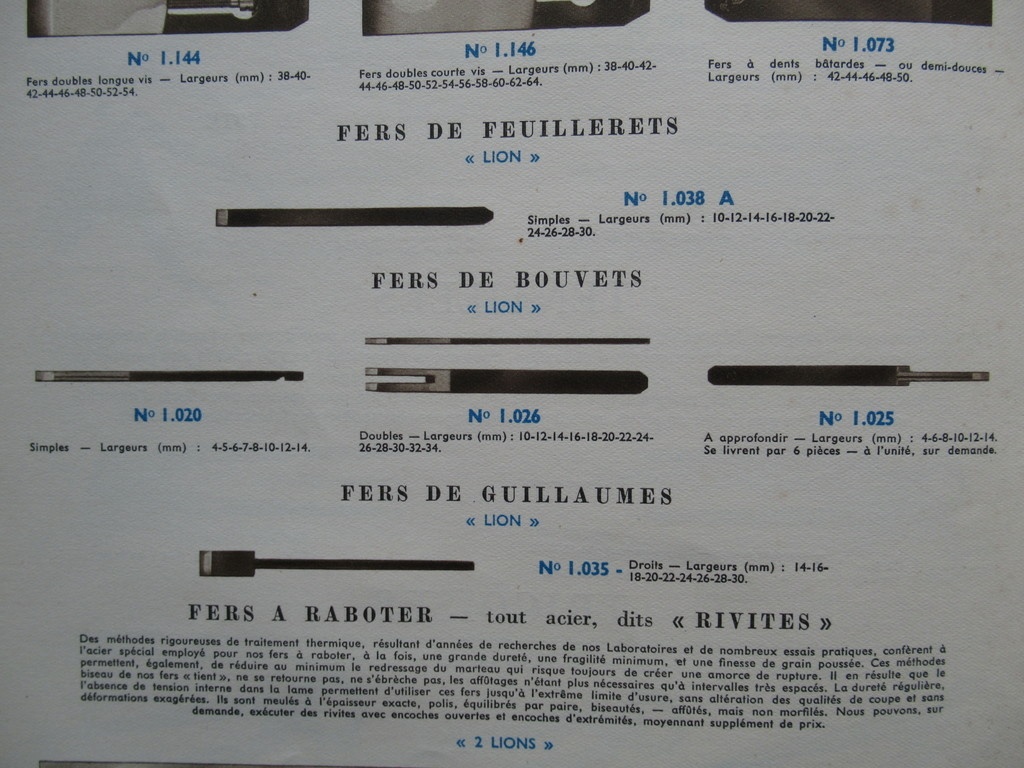 Nº 1.144
Fers doubles longue vis — Largeurs (mm) : 38-40-
42-44-46-48-50-52-54.
Nº 1.146
Fers doubles courte vis — Largeurs (mm) : 38-40-42-
44-46-48-50-52-54-56-58-60-62-64.
Nº 1.073
Fers à dents bâtardes — ou demi-douces —
Largeurs (mm) : 42-44-46-48-50.
FERS DE FEUILLERETS
« LION »
Nº 1.038 A
Simples — Largeurs (mm) : 10-12-14-16-18-20-22-
24-26-28-30.
FERS DE BOUVETS
« LION »
Nº 1.020
Simples — Largeurs (mm) : 4-5-6-7-8-10-12-14.
Nº 1.026
Doubles — Largeurs (mm) : 10-12-14-16-18-20-22-24-
26-28-30-32-34.
Nº 1.025
A approfondir — Largeurs (mm) : 4-6-8-10-12-14.
Se livrent par 6 pièces — à l'unité, sur demande.
FERS DE GUILLAUMES
« LION »
Nº 1.035 - Droits — Largeurs (mm) : 14-16-
18-20-22-24-26-28-30.
FERS A RABOTER — tout acier, dits « RIVITES »
Des méthodes rigoureuses de traitement thermique, résultant d'années de recherches de nos Laboratoires et de nombreux essais pratiques, confèrent à
l'acier spécial employé pour nos fers à raboter, à la fois, une grande dureté, une fragilité minimum, et une finesse de grain poussée. Ces méthodes
permettent, également, de réduire au minimum le redressage du marteau qui risque toujours de créer une amorce de rupture. Il en résulte que le
biseau de nos fers « tient », ne se retourne pas, ne s'ébrèche pas, les affûtages n'étant plus nécessaires qu'à intervalles très espacés. La dureté régulière,
l'absence de tension interne dans la lame permettent d'utiliser ces fers jusqu'à l'extrême limite d'usure, sans altération des qualités de coupe et sans
déformations exagérées. Ils sont meulés à l'épaisseur exacte, polis, équilibrés par paire, biseautés, — affûtés, mais non morfilés. Nous pouvons, sur
demande, exécuter des rivites avec encoches ouvertes et encoches d'extrémités, moyennant supplément de prix.
« 2 LIONS »